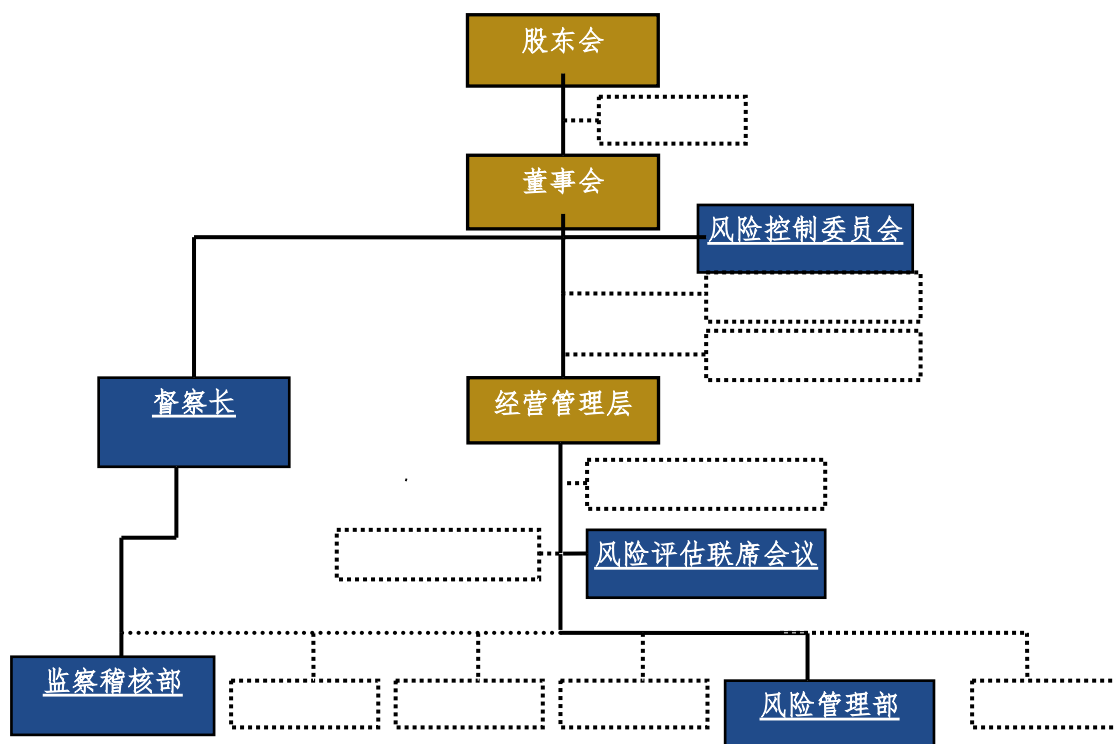 股东会
董事会
风险控制委员会
督察长
经营管理层
风险评估联席会议
监察稽核部
风险管理部